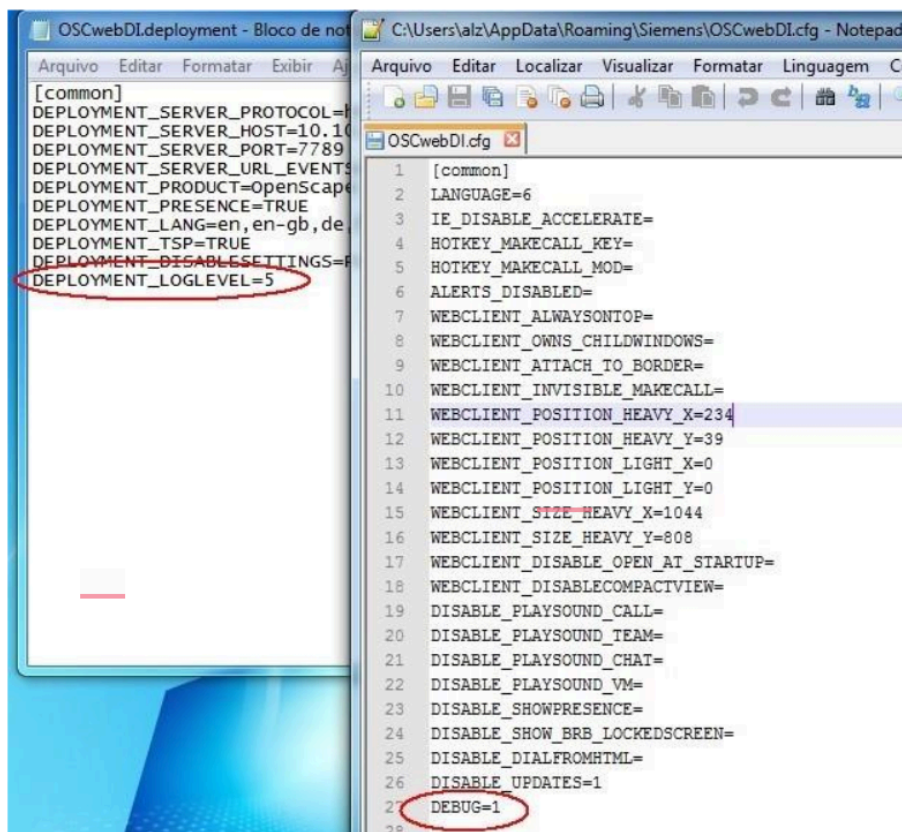 OSCwebDI.deployment - Bloco de not
Arquivo Editar Formatar Exibir Aj
[common]
DEPLOYMENT_SERVER_PROTOCOL=h
DEPLOYMENT_SERVER_HOST=10.10
DEPLOYMENT_SERVER_PORT=7789
DEPLOYMENT_SERVER_URL_EVENTS
DEPLOYMENT_PRODUCT=OpenScape
DEPLOYMENT_PRESENCE=TRUE
DEPLOYMENT_LANG=en,en-gb,de,
DEPLOYMENT_TSP=TRUE
DEPLOYMENT_DISABLESETTINGS=
DEPLOYMENT_LOGLEVEL=5
C:\Users\alz\AppData\Roaming\Siemens\OSCwebDI.cfg - Notepad
Arquivo Editar Localizar Visualizar Formatar Linguagem C
OSCwebDI.cfg
1 [common]
2 LANGUAGE=6
3 IE_DISABLE_ACCELERATE=
4 HOTKEY_MAKECALL_KEY=
5 HOTKEY_MAKECALL_MOD=
6 ALERTS_DISABLED=
7 WEBCLIENT_ALWAYSONTOP=
8 WEBCLIENT_OWNS_CHILDWINDOWS=
9 WEBCLIENT_ATTACH_TO_BORDER=
10 WEBCLIENT_INVISIBLE_MAKECALL=
11 WEBCLIENT_POSITION_HEAVY_X=234
12 WEBCLIENT_POSITION_HEAVY_Y=39
13 WEBCLIENT_POSITION_LIGHT_X=0
14 WEBCLIENT_POSITION_LIGHT_Y=0
15 WEBCLIENT_SIZE_HEAVY_X=1044
16 WEBCLIENT_SIZE_HEAVY_Y=808
17 WEBCLIENT_DISABLE_OPEN_AT_STARTUP=
18 WEBCLIENT_DISABLECOMPACTVIEW=
19 DISABLE_PLAYSOUND_CALL=
20 DISABLE_PLAYSOUND_TEAM=
21 DISABLE_PLAYSOUND_CHAT=
22 DISABLE_PLAYSOUND_VM=
23 DISABLE_SHOWPRESENCE=
24 DISABLE_SHOW_BRB_LOCKEDSCREEN=
25 DISABLE_DIALFROMHTML=
26 DISABLE_UPDATES=1
27 DEBUG=1
28